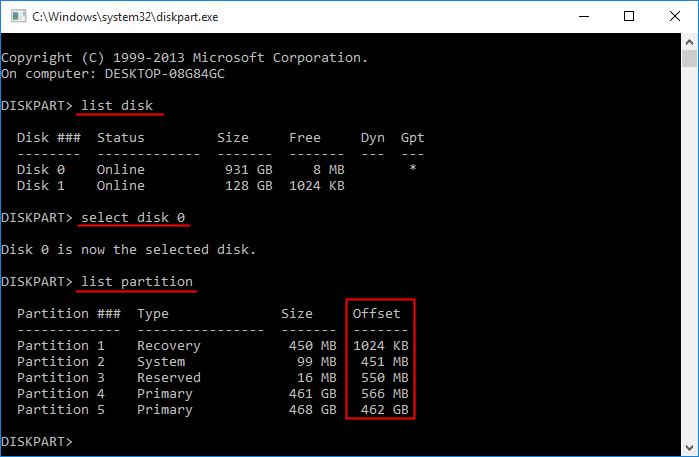 C:\Windows\system32\diskpart.exe
Copyright (C) 1999-2013 Microsoft Corporation.
On computer: DESKTOP-08G84GC
DISKPART> list disk
  Disk ###  Status         Size     Free     Dyn  Gpt
  --------  -------------  -------  -------  ---  ---
  Disk 0    Online          931 GB     8 MB        *
  Disk 1    Online          128 GB  1024 KB
DISKPART> select disk 0
Disk 0 is now the selected disk.
DISKPART> list partition
  Partition ###  Type              Size     Offset
  -------------  ----------------  -------  -------
  Partition 1    Recovery           450 MB  1024 KB
  Partition 2    System              99 MB   451 MB
  Partition 3    Reserved            16 MB   550 MB
  Partition 4    Primary            461 GB   566 MB
  Partition 5    Primary            468 GB   462 GB
DISKPART>